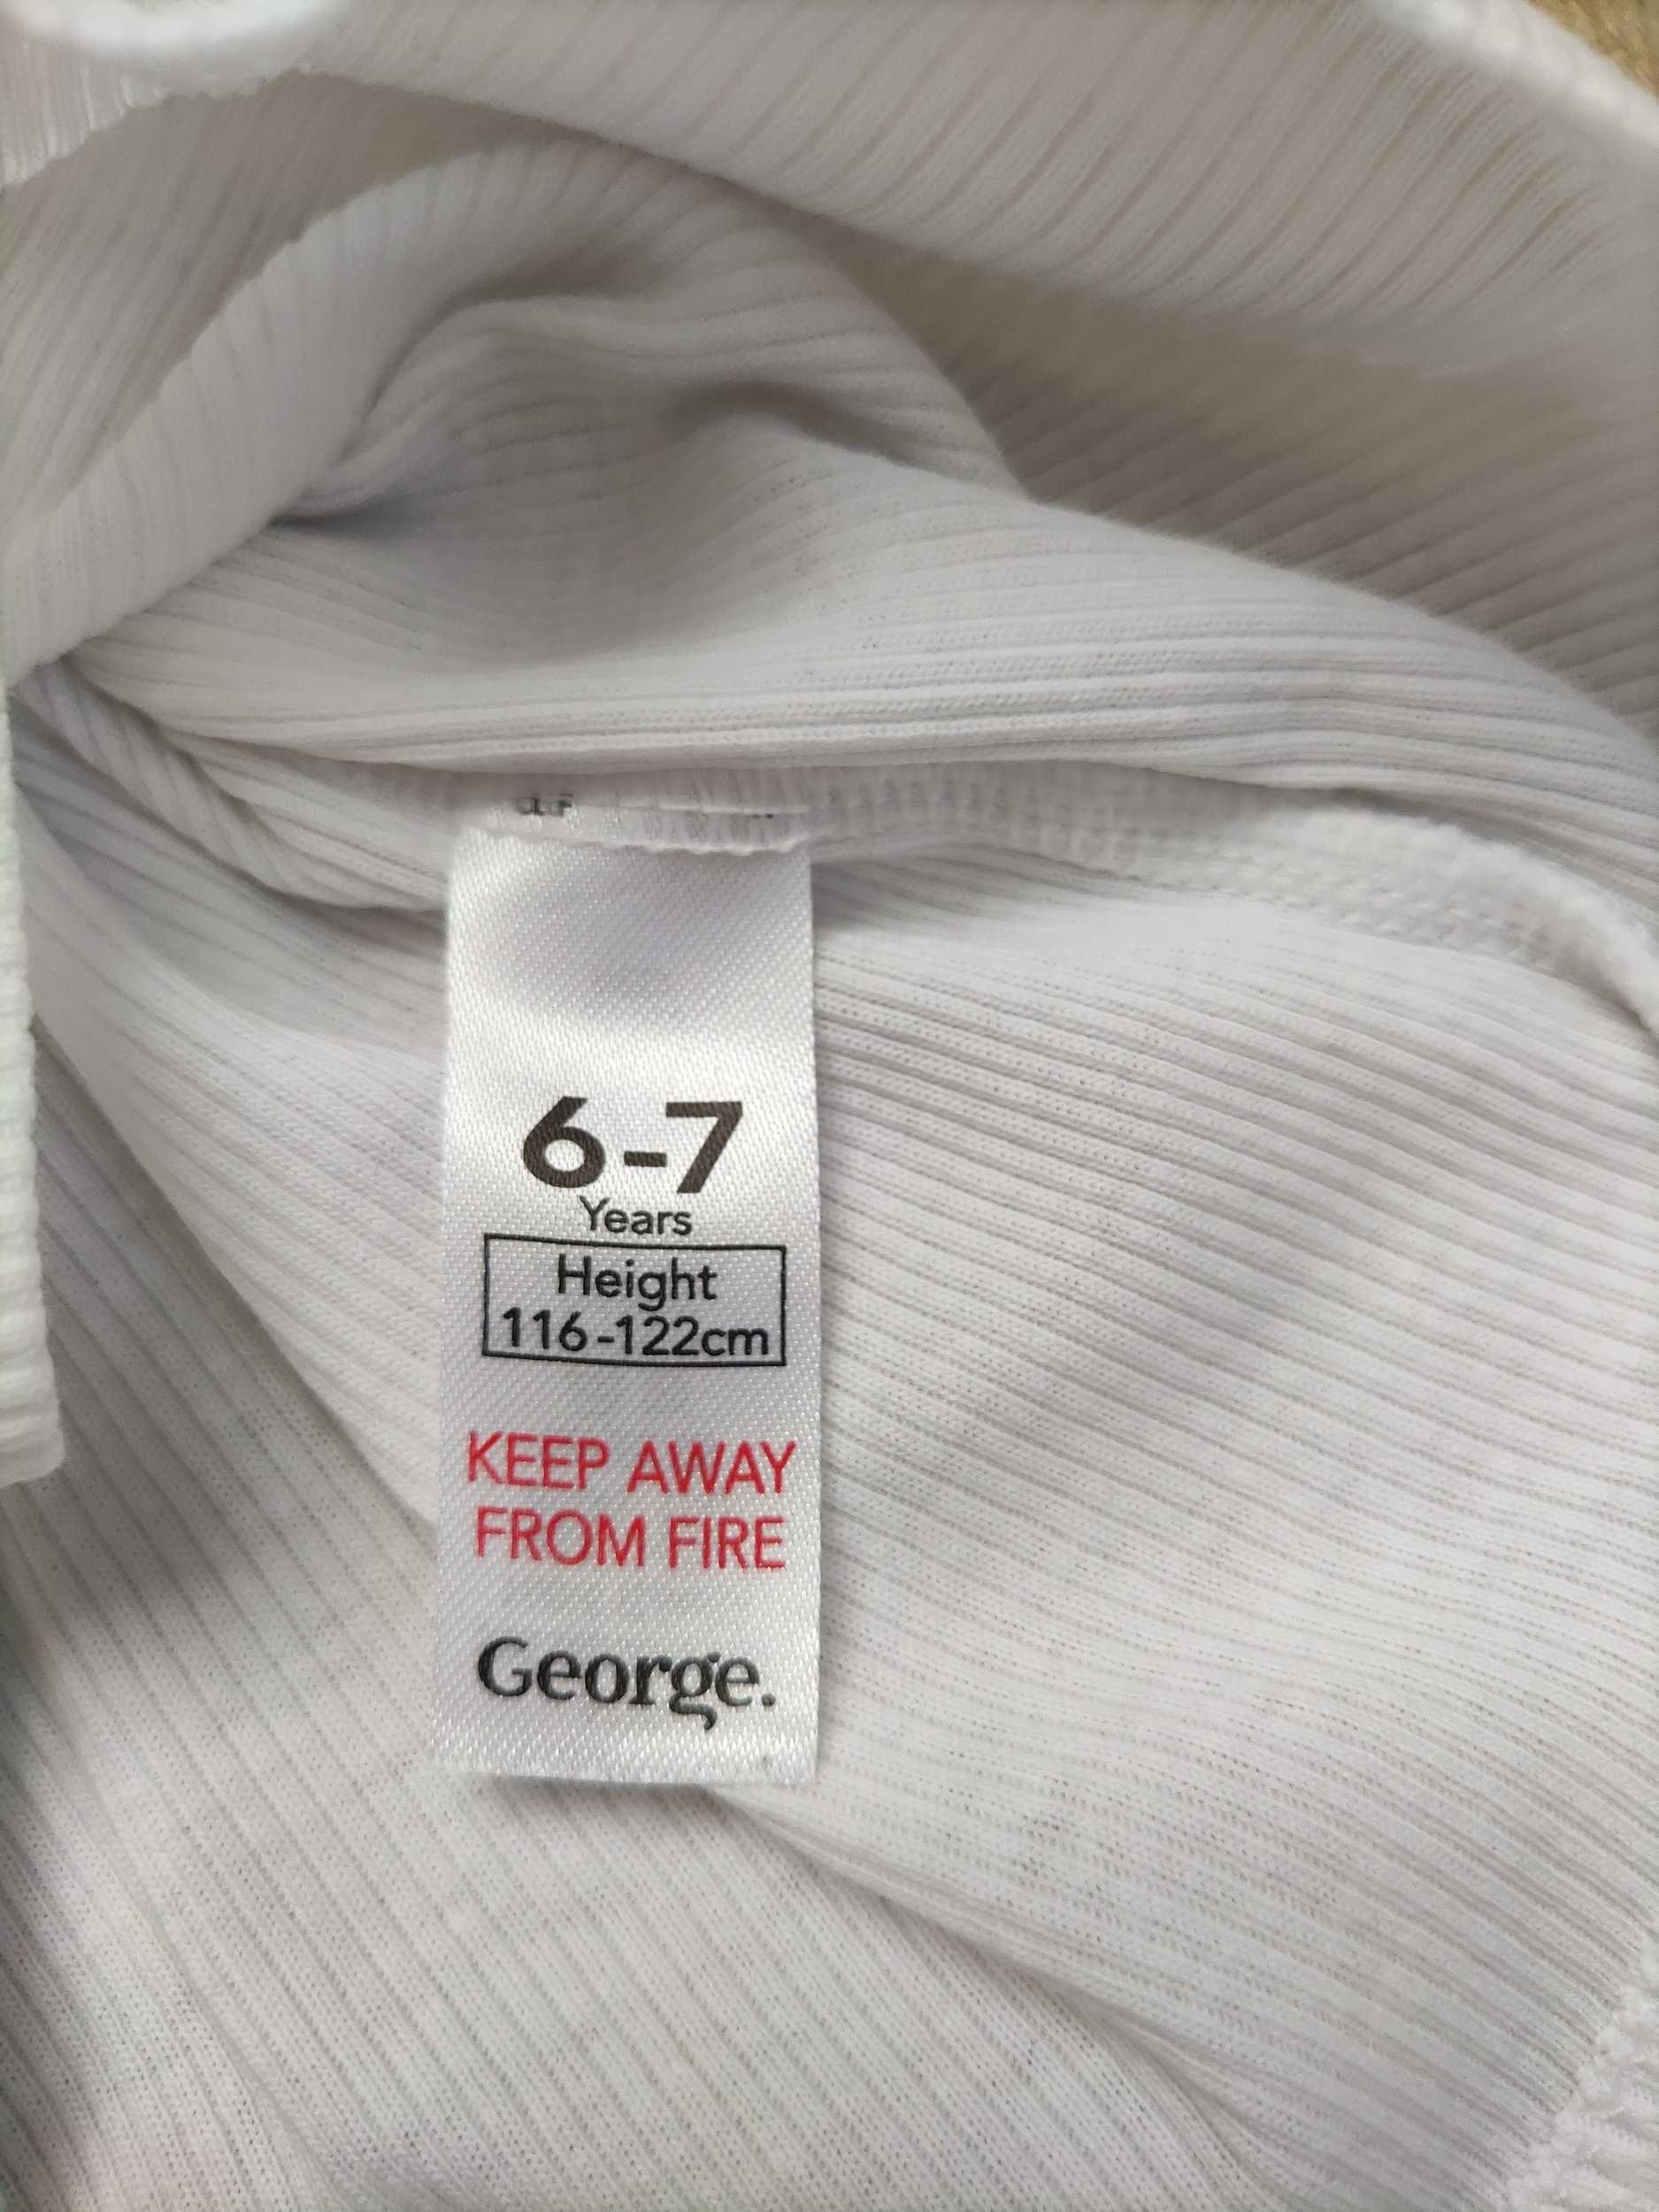 6-7
Years
Height
116-122cm
KEEP AWAY
FROM FIRE
George.